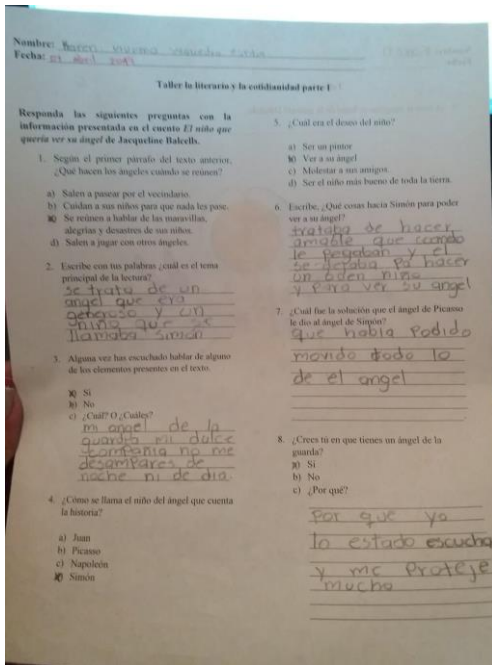 Nombre:
Fecha: 09 abril 2019
Taller lo literario y la cotidianidad parte I
Responda las siguientes preguntas con la
información presentada en el cuento El niño que
quería ver su ángel de Jacqueline Balcells.
1. Según el primer párrafo del texto anterior,
¿Qué hacen los ángeles cuando se reúnen?
a) Salen a pasear por el vecindario.
b) Cuidan a sus niños para que nada les pase.
c) Se reúnen a hablar de las maravillas,
alegrías y desastres de sus niños.
d) Salen a jugar con otros ángeles.
2. Escribe con tus palabras ¿cuál es el tema
principal de la lectura?
se trata de un
angel que era
generoso y un
niño que se
llamaba Simón
3. Alguna vez has escuchado hablar de alguno
de los elementos presentes en el texto.
a) Si
b) No
c) ¿Cuál? O ¿Cuáles?
mi angel de la
guarda mi dulce
compania no me
desampares de
noche ni de dia.
4. ¿Cómo se llama el niño del ángel que cuenta
la historia?
a) Juan
b) Picasso
c) Napoleón
d) Simón
5. ¿Cuál era el deseo del niño?
a) Ser un pintor
b) Ver a su ángel
c) Molestar a sus amigos
d) Ser el niño más bueno de toda la tierra.
6. Escribe, ¿Qué cosas hacía Simón para poder
ver a su ángel?
trataba de hacer
amable que cuando
le pegaban y el
se dejaba pa hacer
un buen niño
y para ver su angel
7. ¿Cuál fue la solución que el ángel de Picasso
le dio al ángel de Simón?
que habia Podido
todo lo
de el angel
8. ¿Crees tú en que tienes un ángel de la
guarda?
a) Si
b) No
c) ¿Por qué?
Por que yo
lo estado escucha
y me Proteje
mucho